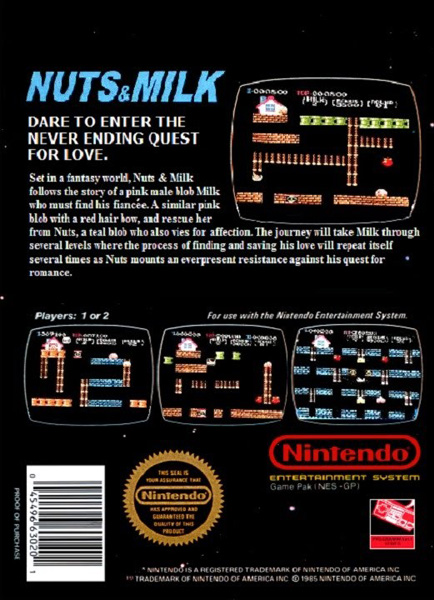 NUTS&MILK
DARE TO ENTER THE
NEVER ENDING QUEST
FOR LOVE.
Set in a fantasy world, Nuts & Milk
follows the story of a pink male blob Milk
who must find his fiancée. A similar pink
blob with a red hair bow, and rescue her
from Nuts, a teal blob who also vies for affection. The journey will take Milk through
several levels where the process of finding and saving his love will repeat itself
several times as Nuts mounts an everpresent resistance against his quest for
romance.
Players: 1 or 2
For use with the Nintendo Entertainment System.
PROOF OF PURCHASE
0 45496 63020 1
THIS SEAL IS
YOUR ASSURANCE THAT
Nintendo
HAS APPROVED AND
GUARANTEED THE
QUALITY OF THIS
PRODUCT
Nintendo
ENTERTAINMENT SYSTEM
Game Pak (NES-GP)
NINTENDO IS A REGISTERED TRADEMARK OF NINTENDO OF AMERICA INC
TRADEMARK OF NINTENDO OF AMERICA INC © 1985 NINTENDO OF AMERICA INC